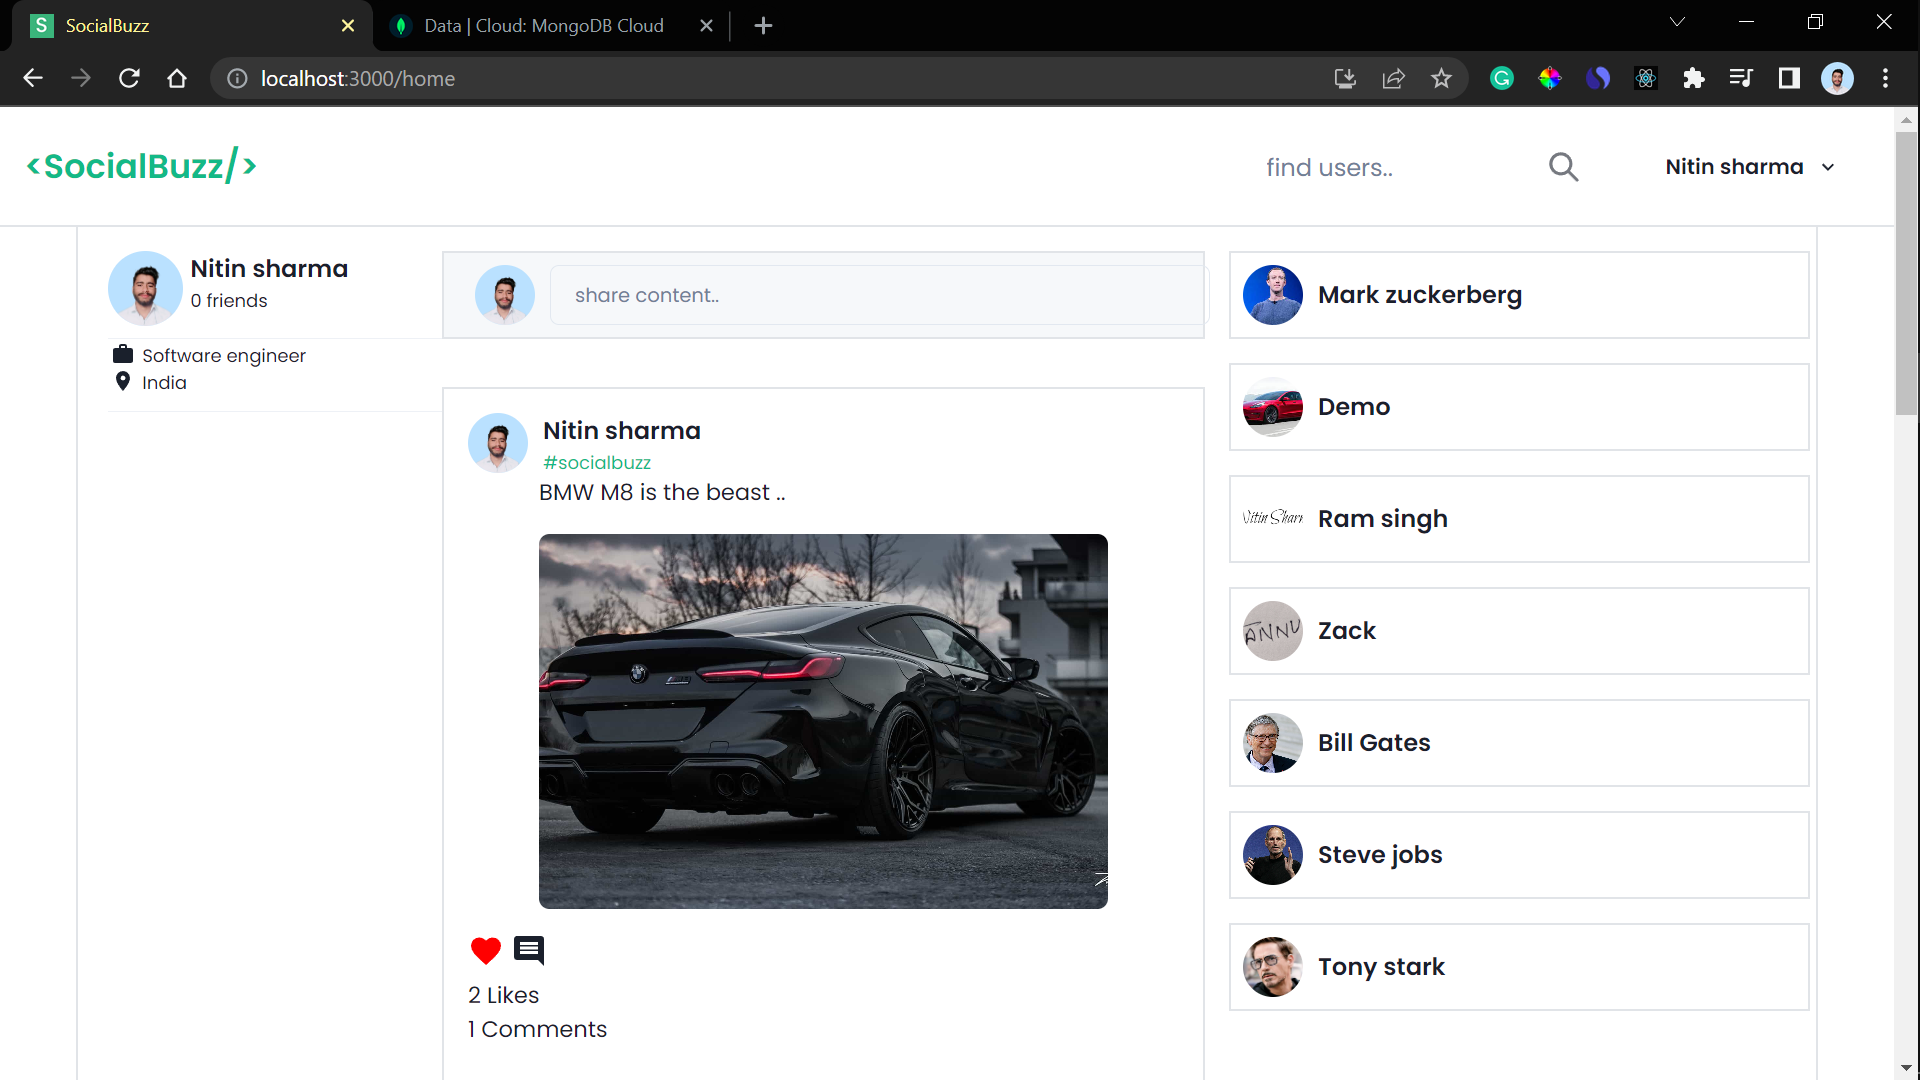 S
SocialBuzz
Data | Cloud: MongoDB Cloud
localhost:3000/home
<SocialBuzz/>
find users..
Nitin sharma
Nitin sharma
0 friends
Software engineer
India
share content..
Nitin sharma
#socialbuzz
BMW M8 is the beast ..
2 Likes
1 Comments
Mark zuckerberg
Demo
Ram singh
Zack
Bill Gates
Steve jobs
Tony stark